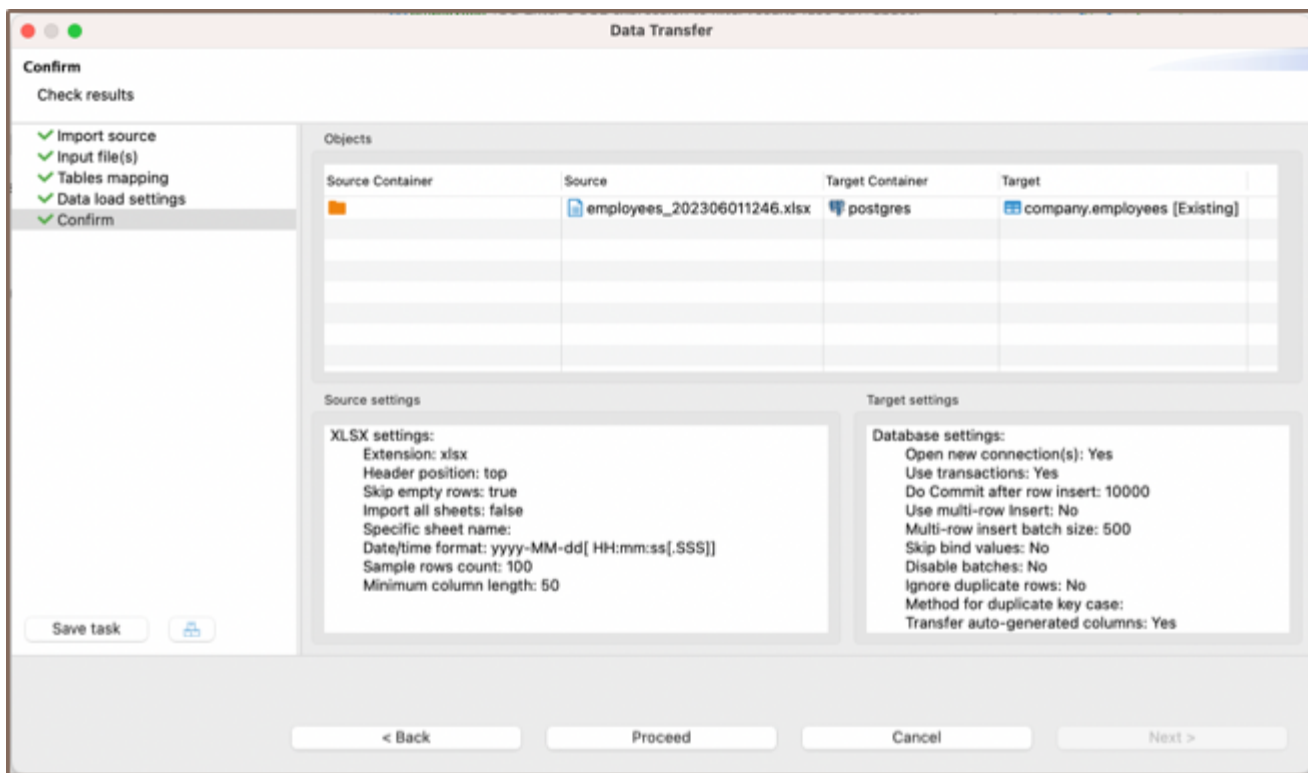 Data Transfer
Confirm
Check results
Import source
Input file(s)
Tables mapping
Data load settings
Confirm
Objects
Source Container Source Target Container Target
employees_202306011246.xlsx postgres company.employees [Existing]
Source settings
XLSX settings:
Extension: xlsx
Header position: top
Skip empty rows: true
Import all sheets: false
Specific sheet name:
Date/time format: yyyy-MM-dd[ HH:mm:ss[.SSS]]
Sample rows count: 100
Minimum column length: 50
Target settings
Database settings:
Open new connection(s): Yes
Use transactions: Yes
Do Commit after row insert: 10000
Use multi-row Insert: No
Multi-row insert batch size: 500
Skip bind values: No
Disable batches: No
Ignore duplicate rows: No
Method for duplicate key case:
Transfer auto-generated columns: Yes
Save task
< Back Proceed Cancel Next >